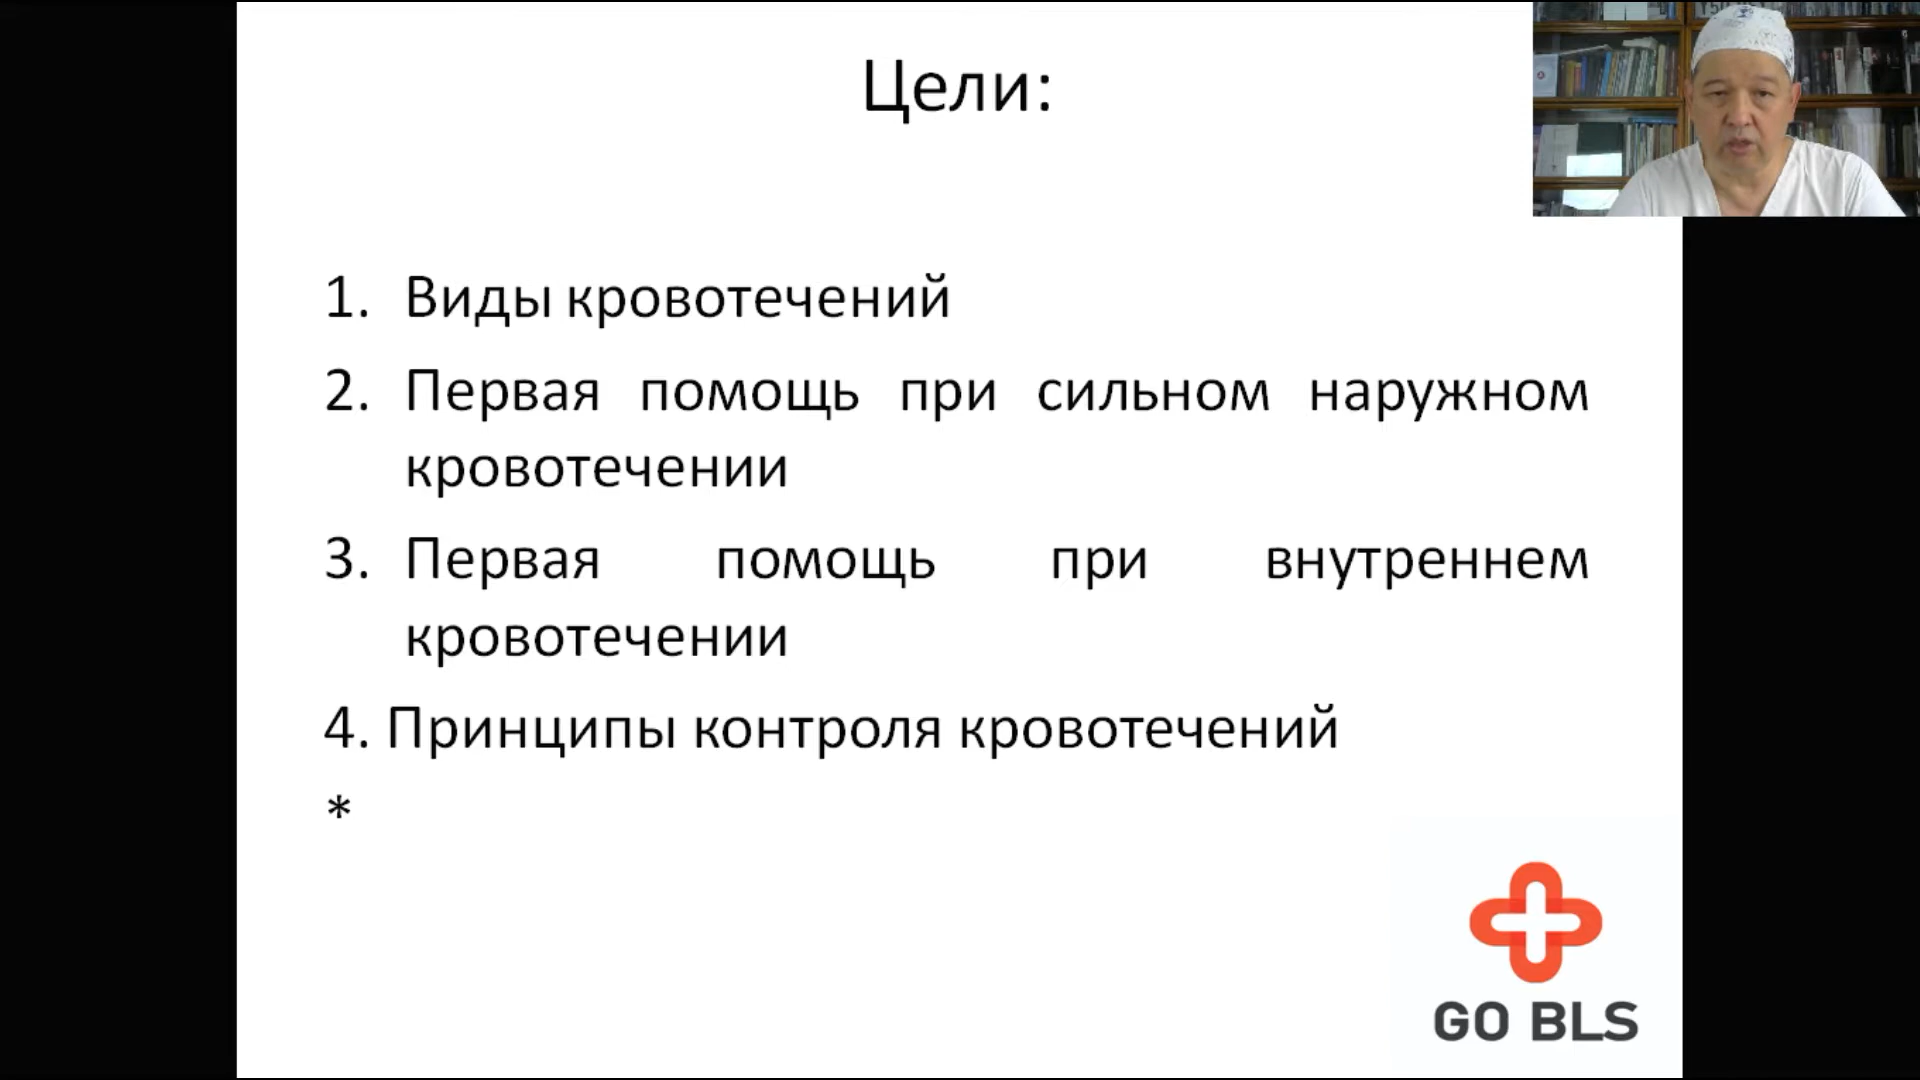 Цели:
1. Виды кровотечений
2. Первая помощь при сильном наружном
кровотечении
3. Первая помощь при внутреннем
кровотечении
4. Принципы контроля кровотечений
*
GO BLS